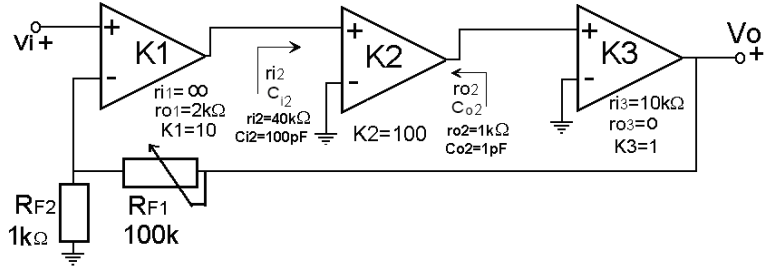 +
K1
-
Vi+
ri1=∞
ro1=2kΩ
K1=10
ri2
Ci2
ri2=40kΩ
Ci2=100pF
+
K2
-
K2=100
ro2
Co2
ro2=1kΩ
Co2=1pF
+
K3
-
ri3=10kΩ
ro3=0
K3=1
Vo
+
RF2
1kΩ
RF1
100k